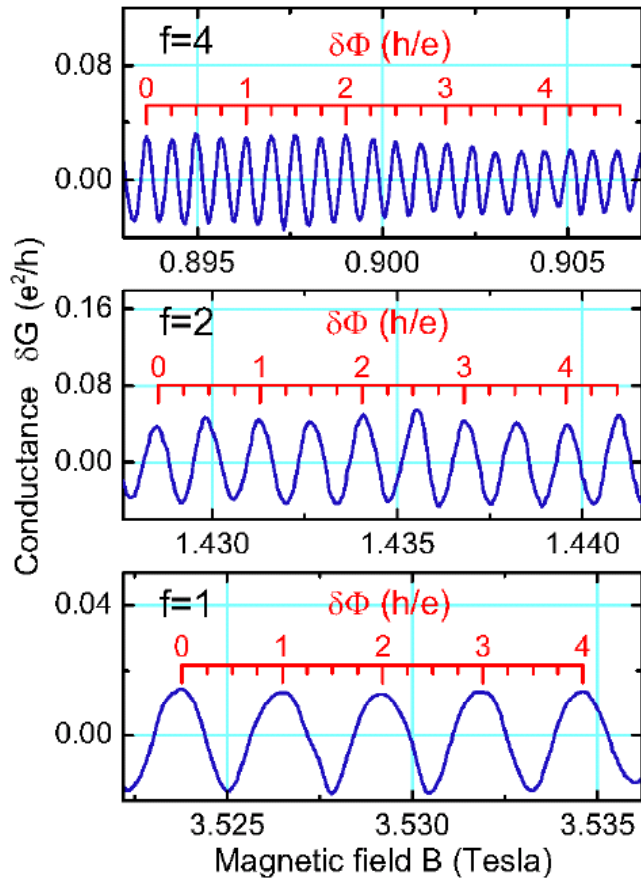 f=4
δΦ (h/e)
0 1 2 3 4
0.08
0.00
0.895 0.900 0.905
f=2
δΦ (h/e)
0 1 2 3 4
0.16
0.08
0.00
1.430 1.435 1.440
f=1
δΦ (h/e)
0 1 2 3 4
0.04
0.00
3.525 3.530 3.535
Conductance δG (e²/h)
Magnetic field B (Tesla)